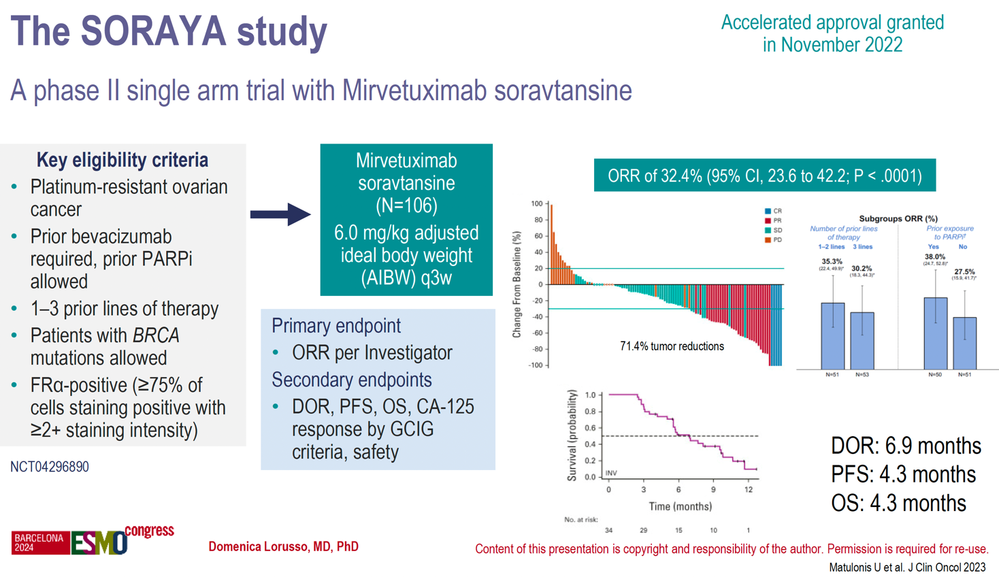 The SORAYA study
Accelerated approval granted
in November 2022
A phase II single arm trial with Mirvetuximab soravtansine
Key eligibility criteria
• Platinum-resistant ovarian
cancer
• Prior bevacizumab
required, prior PARPi
allowed
• 1–3 prior lines of therapy
• Patients with BRCA
mutations allowed
• FRα-positive (≥75% of
cells staining positive with
≥2+ staining intensity)
NCT04296890
Mirvetuximab
soravtansine
(N=106)
6.0 mg/kg adjusted
ideal body weight
(AIBW) q3w
Primary endpoint
• ORR per Investigator
Secondary endpoints
• DOR, PFS, OS, CA-125
response by GCIG
criteria, safety
ORR of 32.4% (95% CI, 23.6 to 42.2; P < .0001)
Change From Baseline (%)
100
80
60
40
20
0
-20
-40
-60
-80
-100
CR
PR
SD
PD
71.4% tumor reductions
Subgroups ORR (%)
Number of prior lines
of therapy
1–2 lines 3 lines
35.3%
(22.4, 49.9)*
30.2%
(18.3, 44.3)*
N=51 N=53
Prior exposure
to PARPi†
Yes No
38.0%
(24.7, 52.8)*
27.5%
(15.9, 41.7)*
N=50 N=51
Survival (probability)
1.0
0.8
0.6
0.4
0.2
0.0
INV
0 3 6 9 12
Time (months)
No. at risk:
34 29 15 10 1
DOR: 6.9 months
PFS: 4.3 months
OS: 4.3 months
BARCELONA
2024
ESMO congress
Domenica Lorusso, MD, PhD
Content of this presentation is copyright and responsibility of the author. Permission is required for re-use.
Matulonis U et al. J Clin Oncol 2023